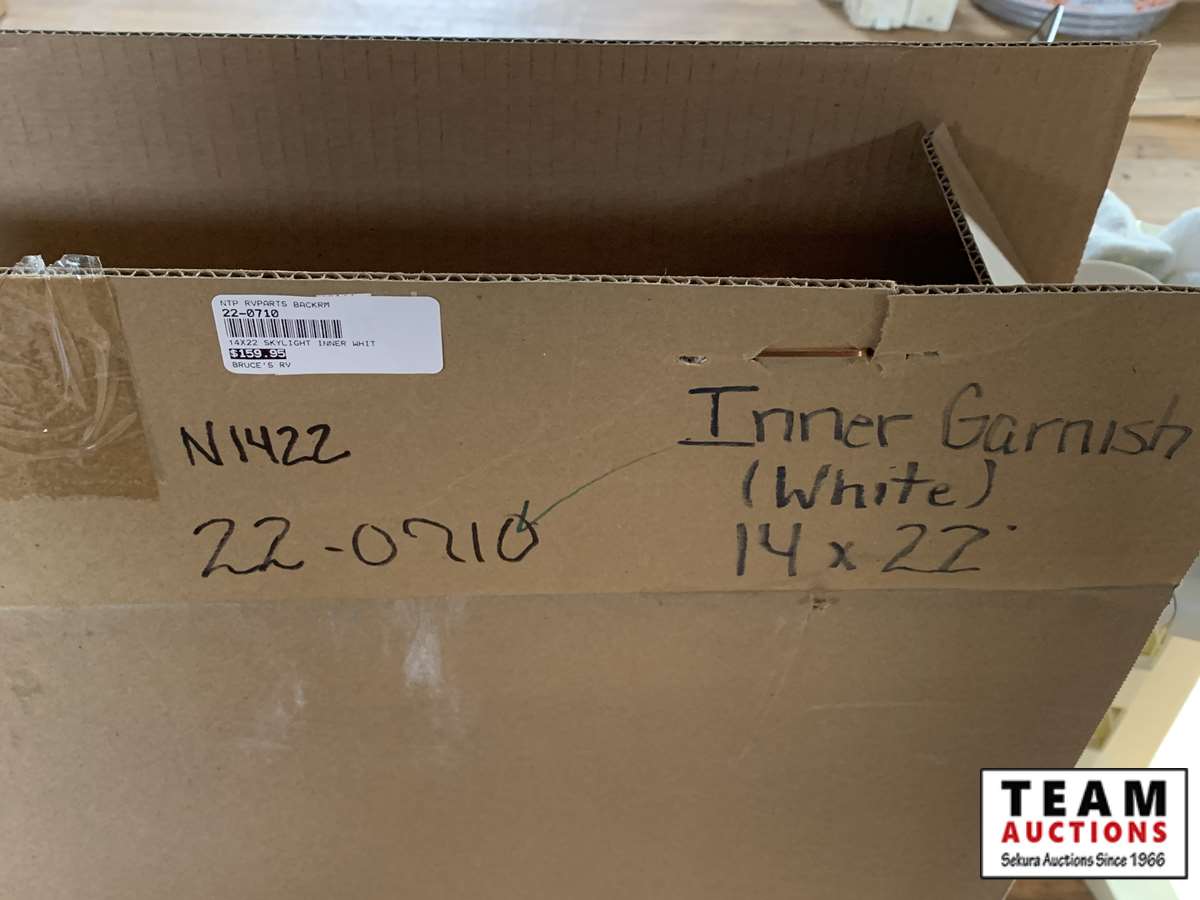 NTP RVPARTS BACKRM
22-0710
14X22 SKYLIGHT INNER WHIT
$159.95
BRUCE'S RV
N1422
22-0710
Inner Garnish
(White)
14 x 22
TEAM
AUCTIONS
Sekura Auctions Since 1966